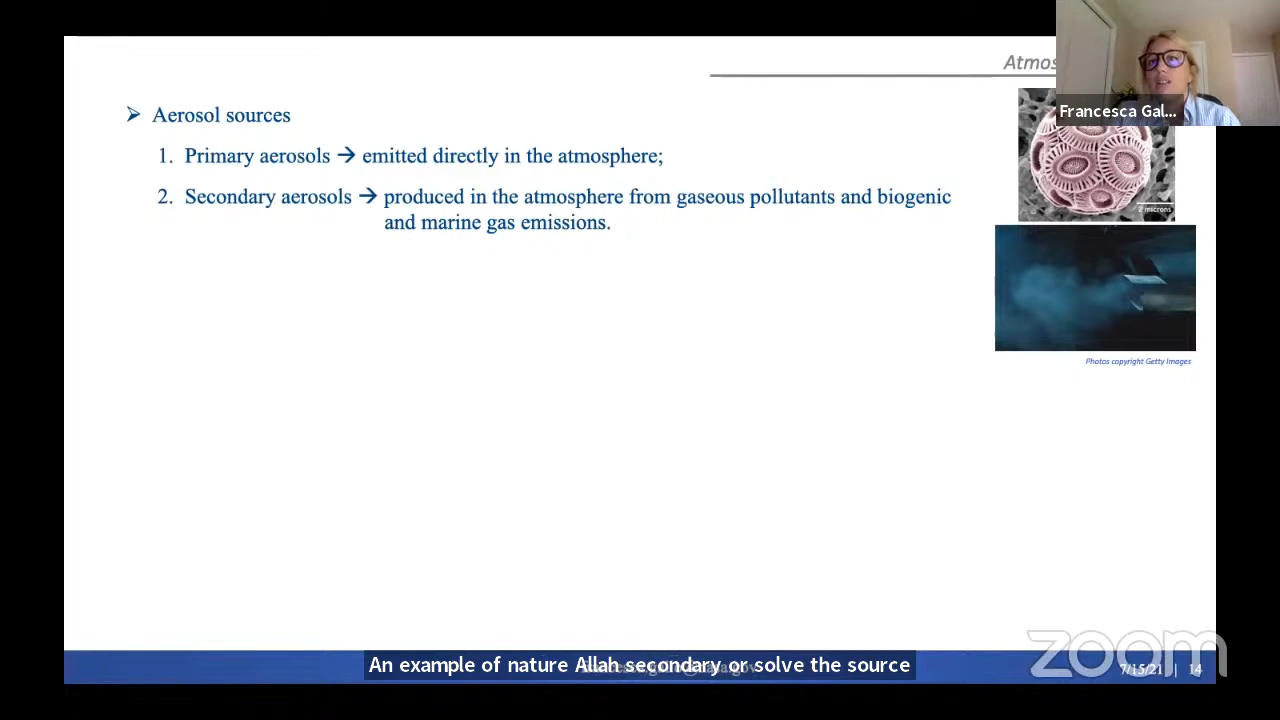 Atmos
Francesca Gal...
➢ Aerosol sources
1. Primary aerosols → emitted directly in the atmosphere;
2. Secondary aerosols → produced in the atmosphere from gaseous pollutants and biogenic
and marine gas emissions.
2 microns
Photos copyright Getty Images
An example of nature Allah secondary or solve the source
zoom
7/15/21 | 14